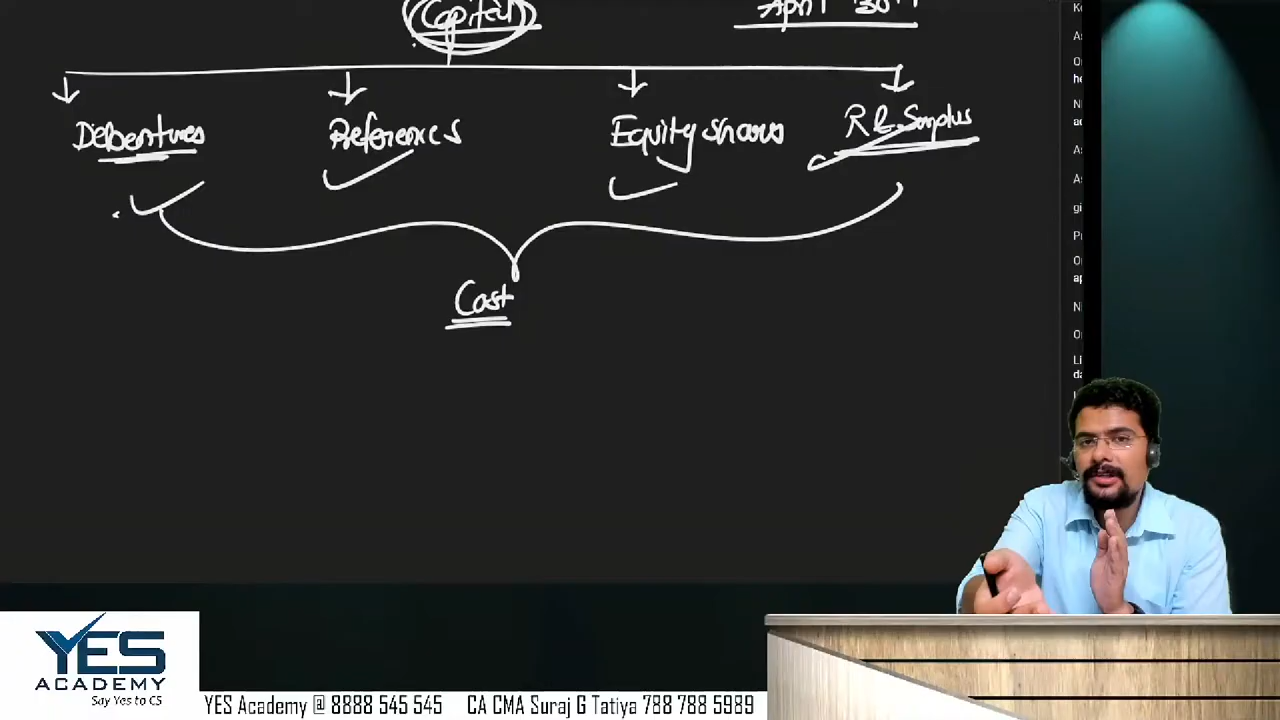 Capital
April 30th
Debentures Preferences Equity shares R & Surplus
Cost
YES
ACADEMY
Say Yes to CS
YES Academy @ 8888 545 545 CA CMA Suraj G Tatiya 788 788 5989